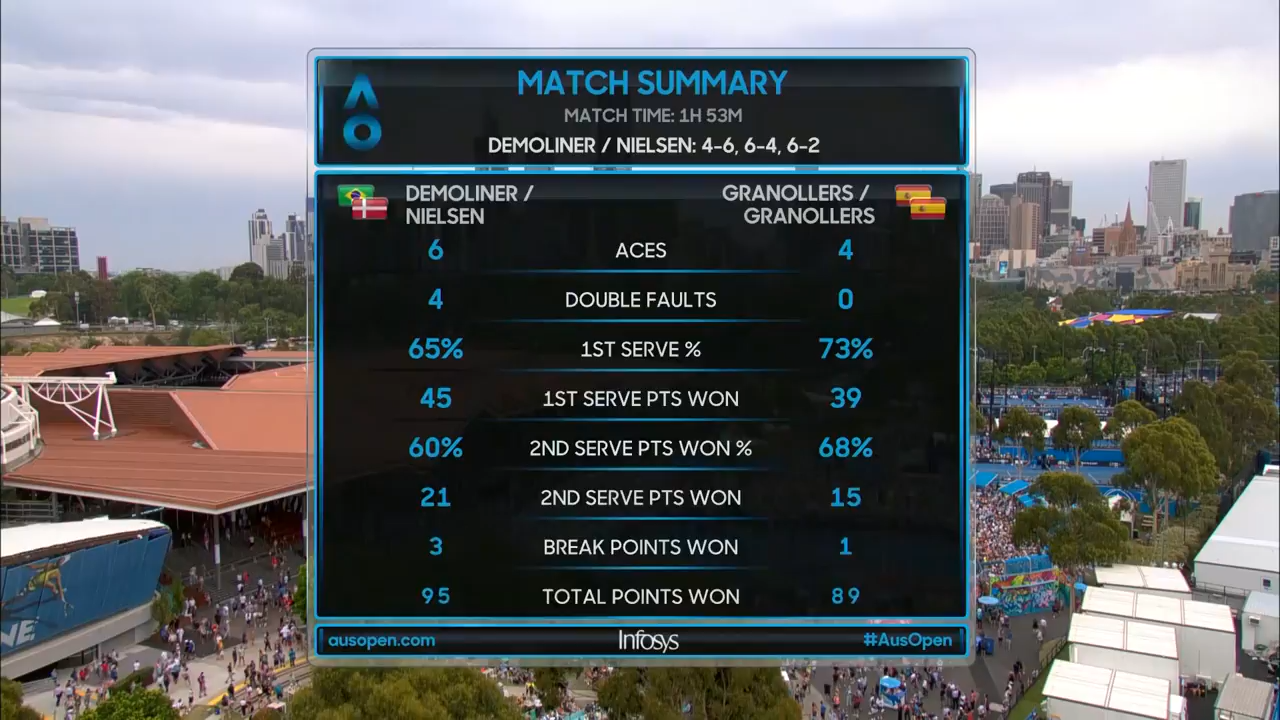 MATCH SUMMARY
MATCH TIME: 1H 53M
DEMOLINER / NIELSEN: 4-6, 6-4, 6-2
DEMOLINER / NIELSEN
GRANOLLERS / GRANOLLERS
6 ACES 4
4 DOUBLE FAULTS 0
65% 1ST SERVE % 73%
45 1ST SERVE PTS WON 39
60% 2ND SERVE PTS WON % 68%
21 2ND SERVE PTS WON 15
3 BREAK POINTS WON 1
95 TOTAL POINTS WON 89
ausopen.com Infosys #AusOpen
NE